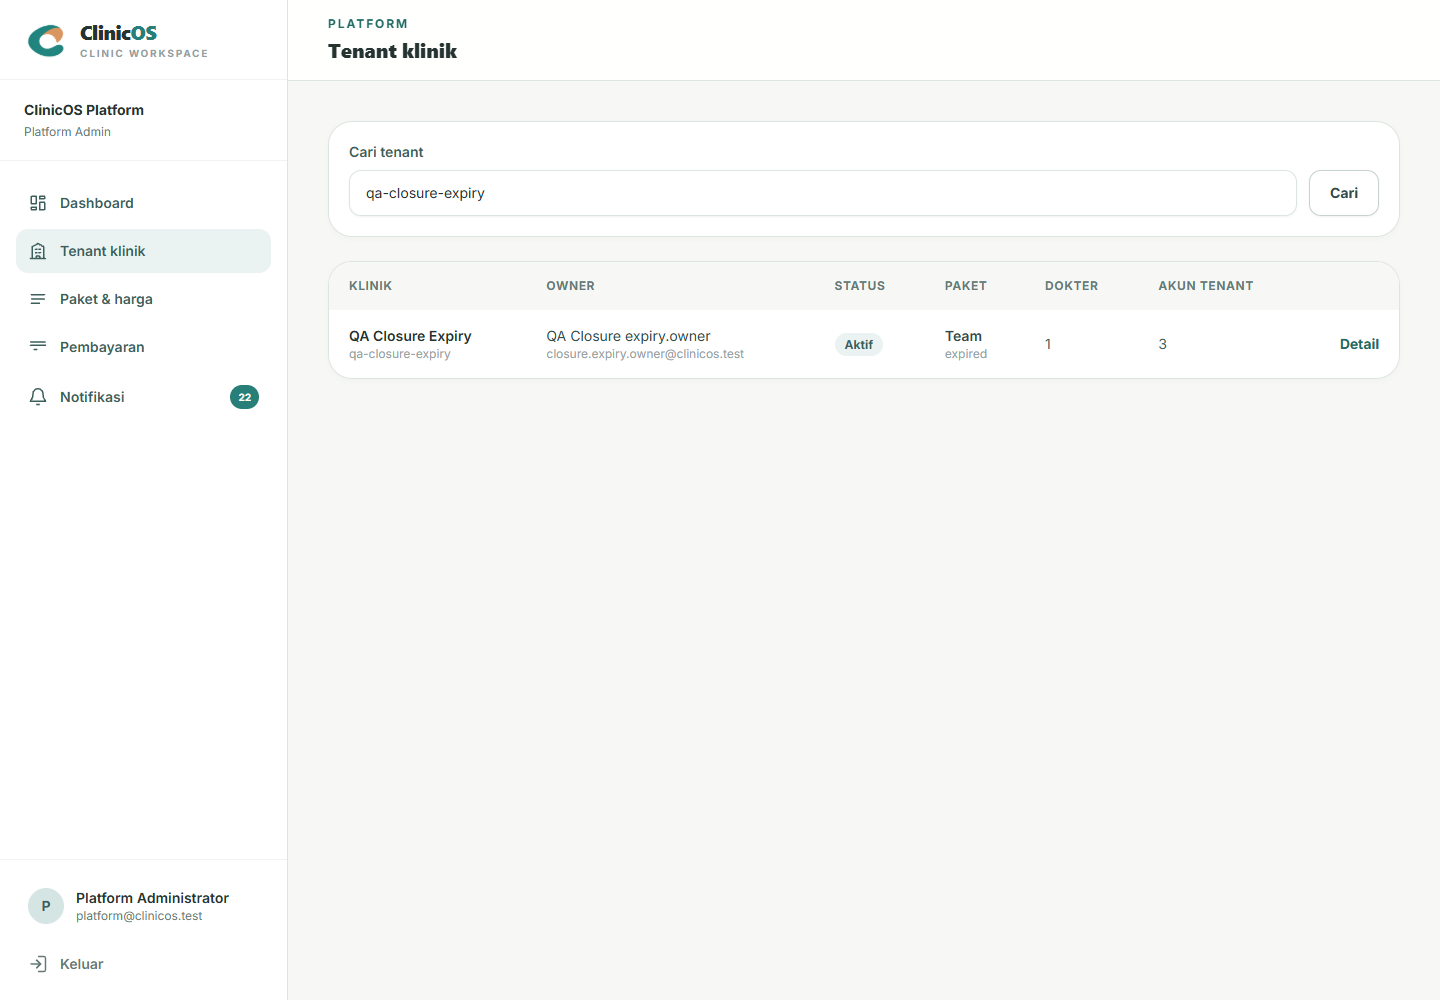 ClinicOS
CLINIC WORKSPACE
ClinicOS Platform
Platform Admin
Dashboard
Tenant klinik
Paket & harga
Pembayaran
Notifikasi 22
Platform Administrator
P
platform@clinicos.test
Keluar
PLATFORM
Tenant klinik
Cari tenant
qa-closure-expiry Cari
KLINIK OWNER STATUS PAKET DOKTER AKUN TENANT
QA Closure Expiry QA Closure expiry.owner Aktif Team 1 3 Detail
qa-closure-expiry closure.expiry.owner@clinicos.test expired